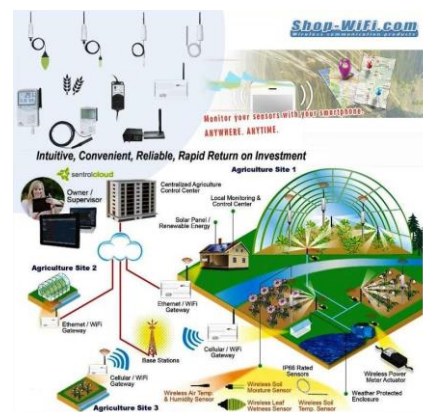 Shop-WiFi.com
Wireless communication products
Monitor your sensors with your smartphone.
ANYWHERE. ANYTIME.
Intuitive, Convenient, Reliable, Rapid Return on Investment
sentrolcloud
Owner /
Supervisor
Centralized Agriculture
Control Center
Agriculture Site 1
Local Monitoring &
Control Center
Solar Panel /
Renewable Energy
Agriculture Site 2
Ethernet / WiFi
Gateway
Ethernet / WiFi
Gateway
Base Stations
Cellular / WiFi
Gateway
Cellular / WiFi
Gateway
Agriculture Site 3
IP66 Rated
Sensors
Wireless Air Temp.
& Humidity Sensor
Wireless Soil
Moisture Sensor
Wireless Leaf
Wetness Sensor
Wireless Soil
Temp. Sensor
Weather Protected
Enclosure
Wireless Power
Meter Actuator